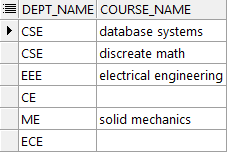 DEPT_NAME COURSE_NAME
CSE database systems
CSE discreate math
EEE electrical engineering
CE
ME solid mechanics
ECE